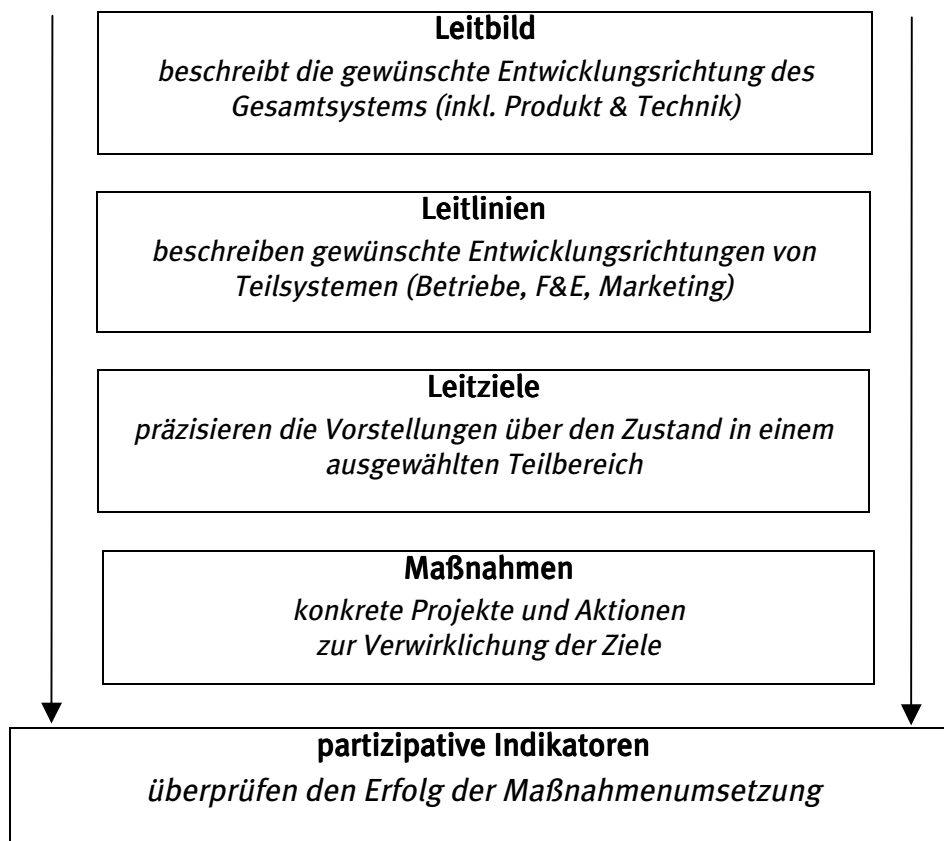 Leitbild
beschreibt die gewünschte Entwicklungsrichtung des
Gesamtsystems (inkl. Produkt & Technik)
Leitlinien
beschreiben gewünschte Entwicklungsrichtungen von
Teilsystemen (Betriebe, F&E, Marketing)
Leitziele
präzisieren die Vorstellungen über den Zustand in einem
ausgewählten Teilbereich
Maßnahmen
konkrete Projekte und Aktionen
zur Verwirklichung der Ziele
partizipative Indikatoren
überprüfen den Erfolg der Maßnahmenumsetzung